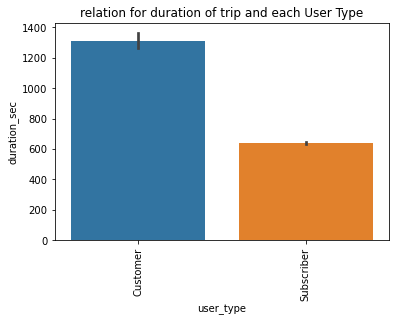 relation for duration of trip and each User Type
1400
1200
1000
800
600
400
200
0
duration_sec
Customer
Subscriber
user_type